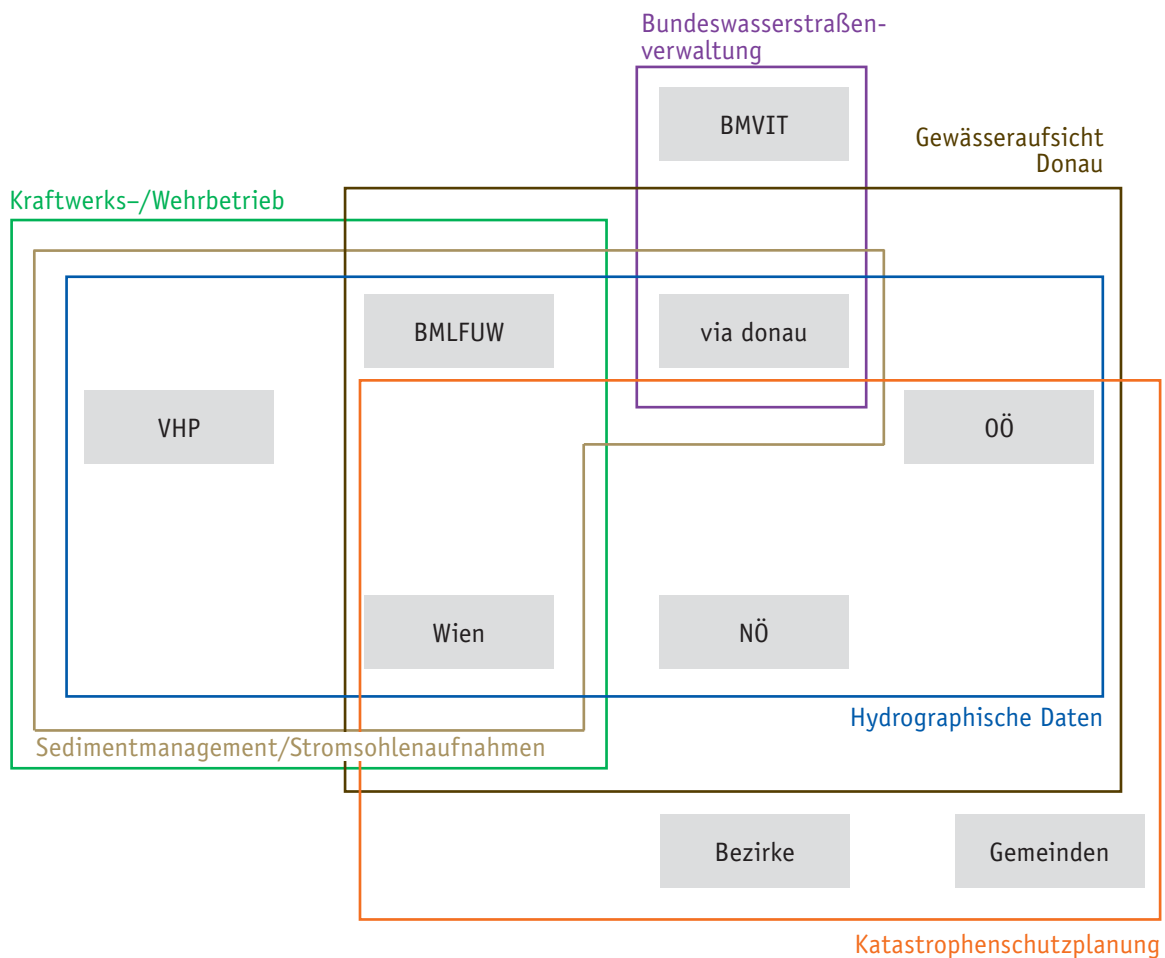 Bundeswasserstraßen-
verwaltung
BMVIT
Gewässeraufsicht
Donau
Kraftwerks–/Wehrbetrieb
BMLFUW
via donau
VHP
OÖ
Wien
NÖ
Hydrographische Daten
Sedimentmanagement/Stromsohlenaufnahmen
Bezirke
Gemeinden
Katastrophenschutzplanung